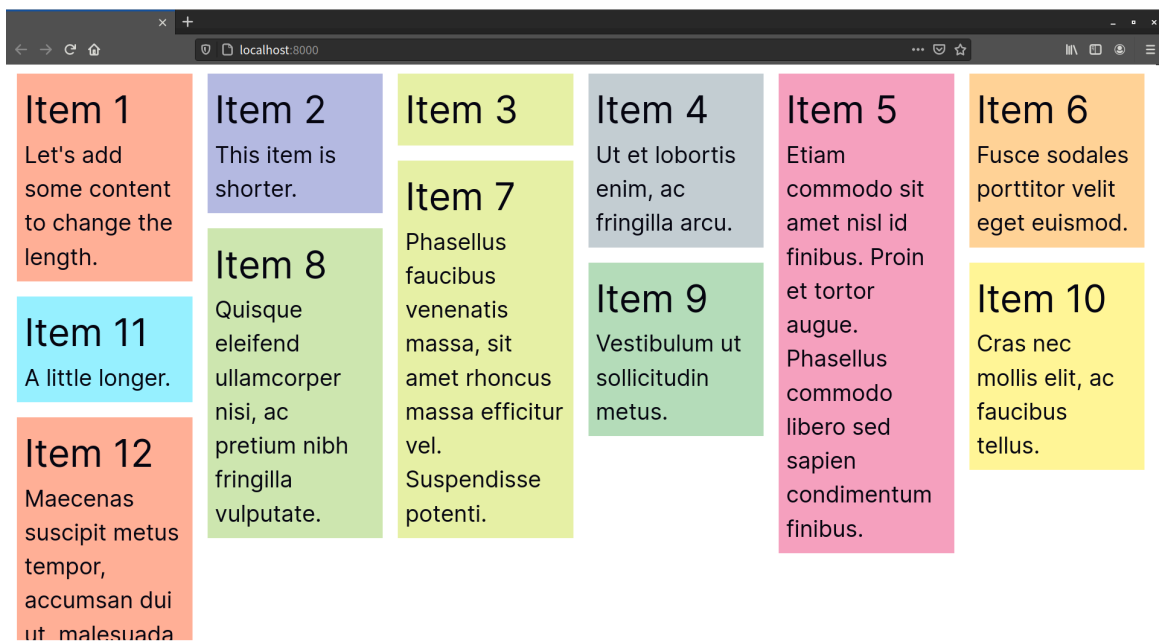 localhost:8000
Item 1
Let's add
some content
to change the
length.
Item 11
A little longer.
Item 12
Maecenas
suscipit metus
tempor,
accumsan dui
ut, malesuada
Item 2
This item is
shorter.
Item 8
Quisque
eleifend
ullamcorper
nisi, ac
pretium nibh
fringilla
vulputate.
Item 3
Item 7
Phasellus
faucibus
venenatis
massa, sit
amet rhoncus
massa efficitur
vel.
Suspendisse
potenti.
Item 4
Ut et lobortis
enim, ac
fringilla arcu.
Item 9
Vestibulum ut
sollicitudin
metus.
Item 5
Etiam
commodo sit
amet nisl id
finibus. Proin
et tortor
augue.
Phasellus
commodo
libero sed
sapien
condimentum
finibus.
Item 6
Fusce sodales
porttitor velit
eget euismod.
Item 10
Cras nec
mollis elit, ac
faucibus
tellus.